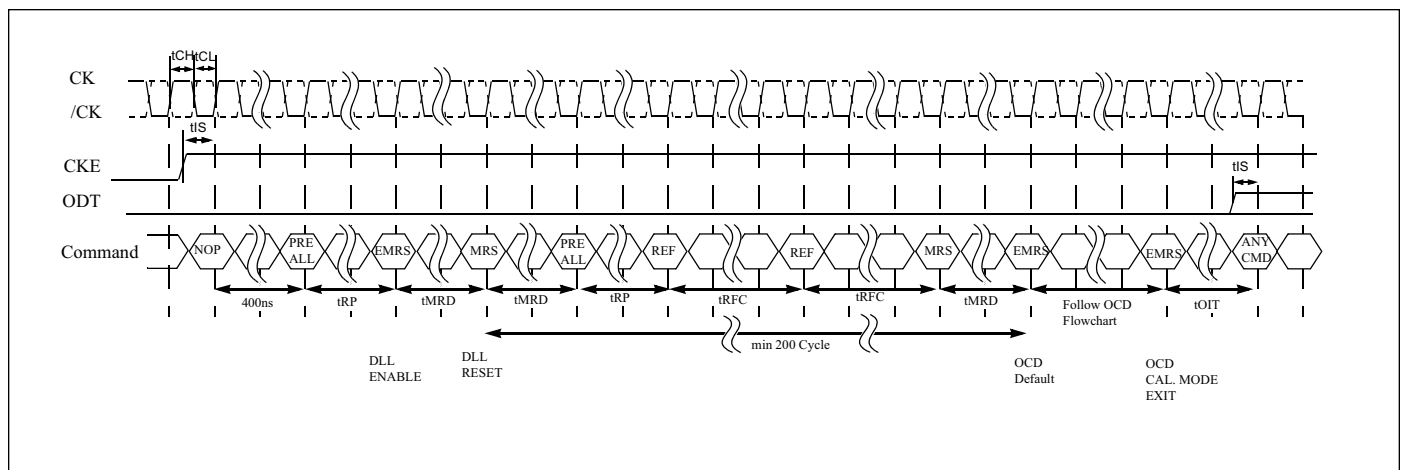 tCH tCL
CK
/CK
tIS
CKE
tIS
ODT
Command
NOP
PRE
ALL
EMRS
MRS
PRE
ALL
REF
REF
MRS
EMRS
EMRS
ANY
CMD
400ns
tRP
tMRD
tMRD
tRP
tRFC
tRFC
tMRD
Follow OCD
Flowchart
tOIT
min 200 Cycle
DLL
ENABLE
DLL
RESET
OCD
Default
OCD
CAL. MODE
EXIT